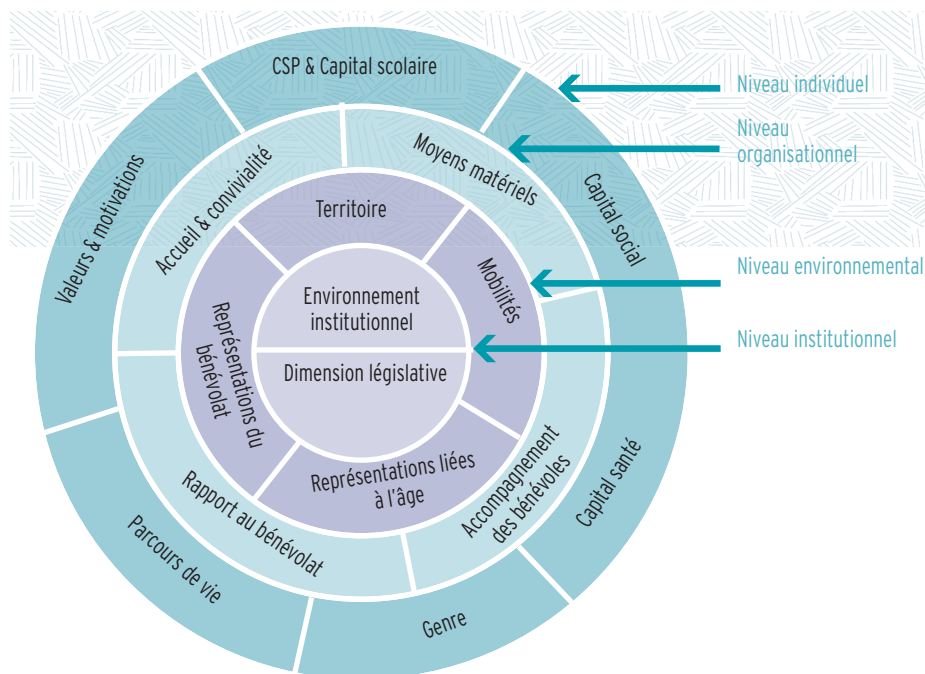 CSP & Capital scolaire
Niveau individuel
Niveau
organisationnel
Valeurs & motivations
Accueil & convivialité
Moyens matériels
Capital social
Territoire
Mobilités
Niveau environnemental
Environnement
institutionnel
Niveau institutionnel
Dimension législative
Représentations du
bénévolat
Représentations liées
à l'âge
Rapport au bénévolat
Accompagnement
des bénévoles
Capital santé
Parcours de vie
Genre